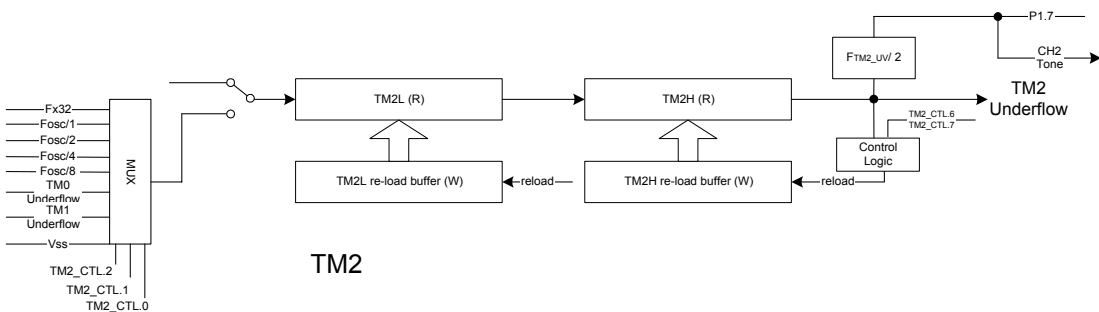 P1.7
FTM2_UV/ 2
CH2
Tone
TM2L (R)
TM2H (R)
TM2
Underflow
Fx32
Fosc/1
Fosc/2
Fosc/4
Fosc/8
TM0
Underflow
TM1
Underflow
Vss
MUX
TM2_CTL.6
TM2_CTL.7
Control
Logic
TM2L re-load buffer (W)
reload
TM2H re-load buffer (W)
reload
TM2
TM2_CTL.2
TM2_CTL.1
TM2_CTL.0